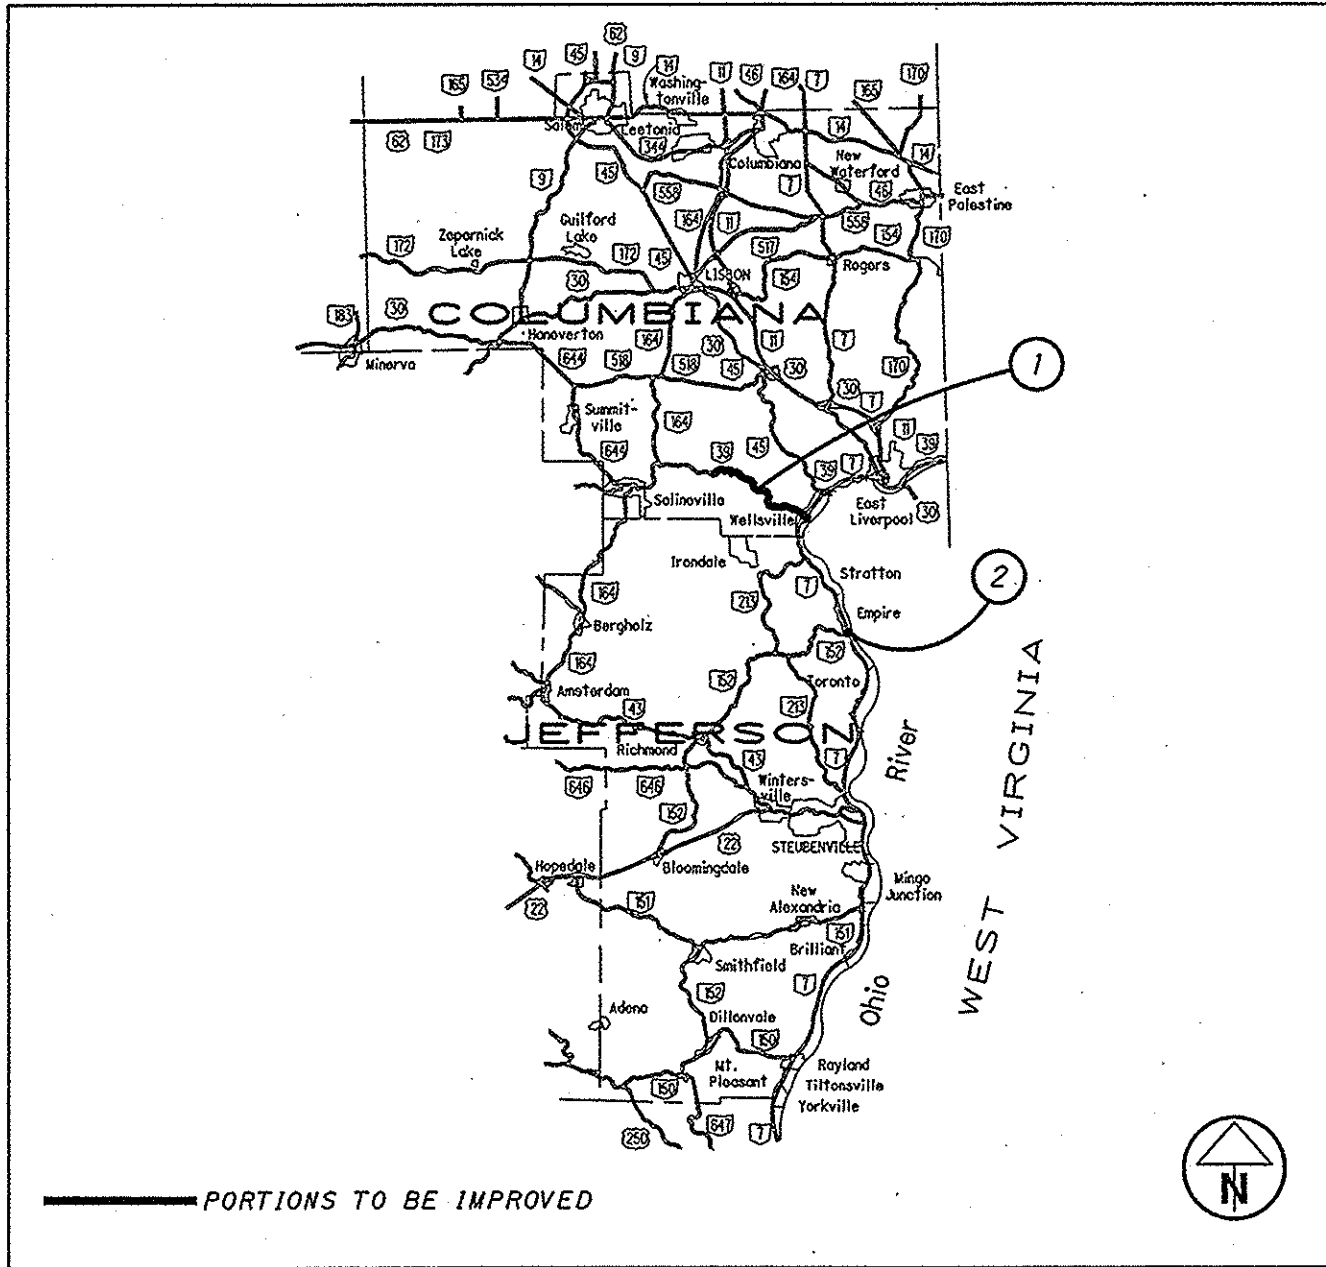 62
14
45
9
14
11
46
164
7
170
165
534
165
Washing-
tonville
Salem
Leetonia
62
173
344
Columbiana
14
New
Waterford
14
9
45
558
7
46
East
Palestine
164
11
558
154
170
Guilford
Lake
Zepernick
Lake
172
172
45
517
LISBON
154
Rogers
30
COLUMBIANA
183
30
Hanoverton
164
30
11
7
Minerva
644
518
518
45
30
170
1
30
7
Summit-
ville
164
11
644
39
45
39
7
39
Salineville
Wellsville
East
Liverpool
30
Irondale
Stratton
2
7
164
213
Empire
Bergholz
152
164
152
Toronto
Amsterdam
43
213
JEFFERSON
Richmond
43
7
River
WEST VIRGINIA
646
646
Winters-
ville
152
22
STEUBENVILLE
Hopedale
Bloomingdale
Mingo
Junction
22
151
New
Alexandria
151
Brilliant
Smithfield
7
152
Ohio
Adena
Dillonvale
150
Mt.
Pleasant
Rayland
150
Tiltonsville
Yorkville
250
647
7
PORTIONS TO BE IMPROVED
N